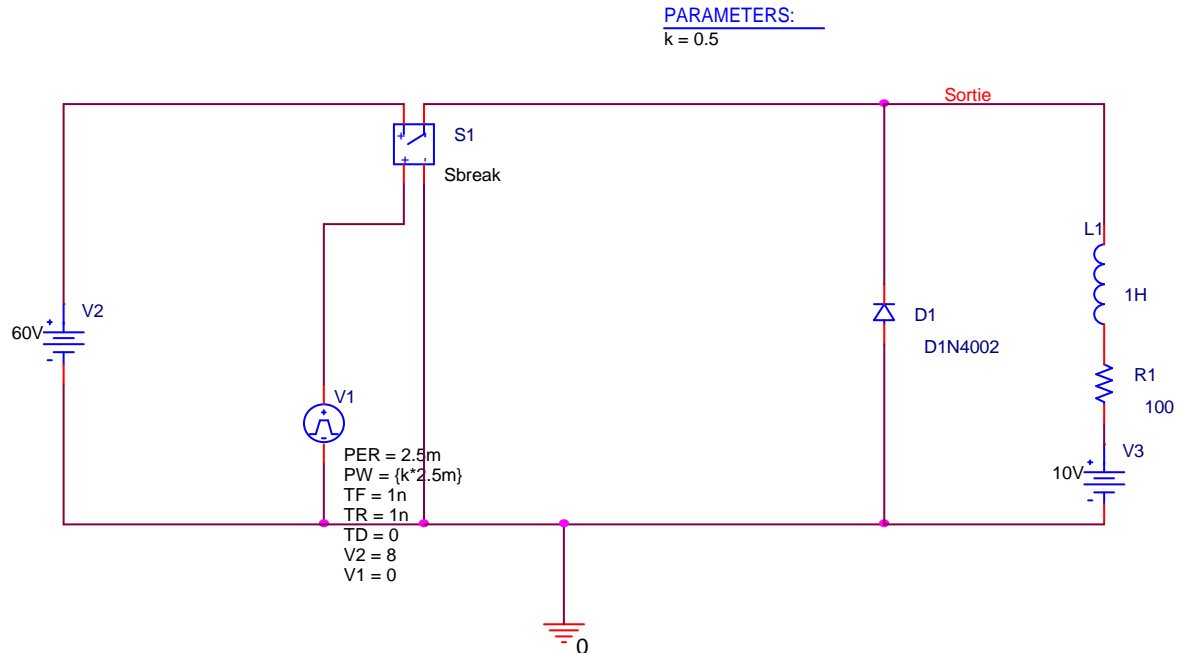 PARAMETERS:
k = 0.5
Sortie
S1
Sbreak
L1
1H
V2
60V
D1
D1N4002
R1
100
V1
PER = 2.5m
PW = {k*2.5m}
TF = 1n
TR = 1n
TD = 0
V2 = 8
V1 = 0
V3
10V
0